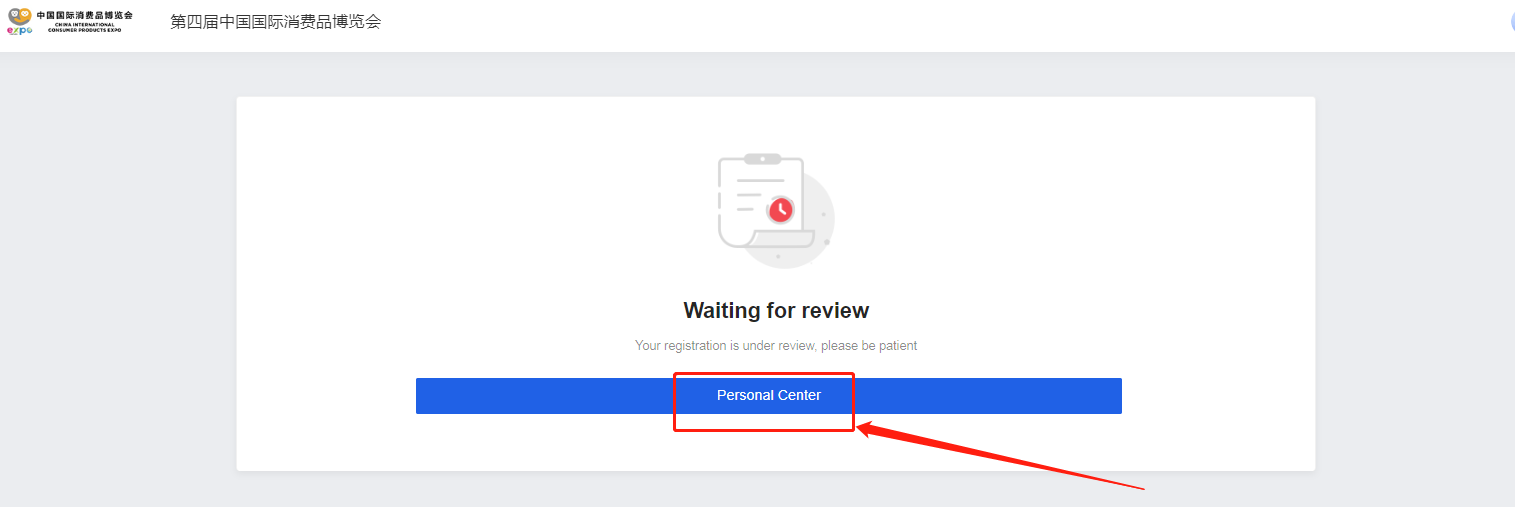 中国国际消费品博览会
CHINA INTERNATIONAL
CONSUMER PRODUCTS EXPO
expo
第四届中国国际消费品博览会
Waiting for review
Your registration is under review, please be patient
Personal Center